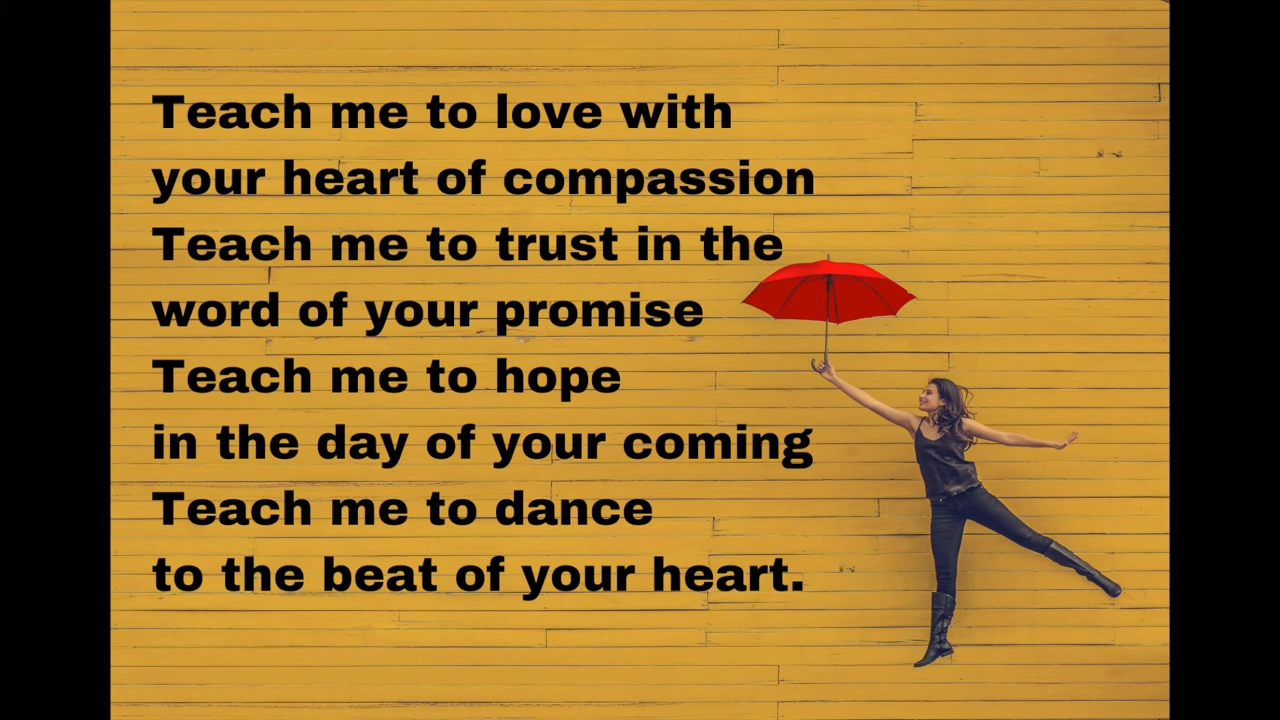 Teach me to love with
your heart of compassion
Teach me to trust in the
word of your promise
Teach me to hope
in the day of your coming
Teach me to dance
to the beat of your heart.